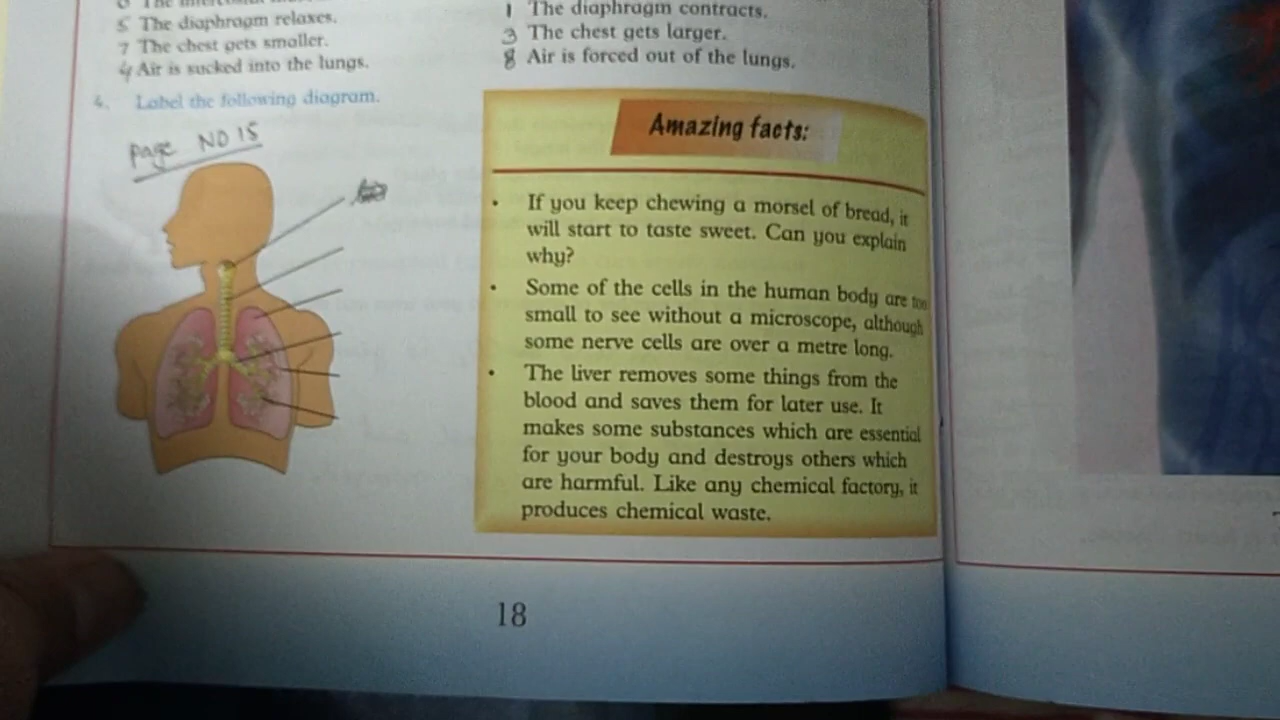 5 The diaphragm relaxes.
7 The chest gets smaller.
4 Air is sucked into the lungs.
1 The diaphragm contracts.
3 The chest gets larger.
8 Air is forced out of the lungs.
4. Label the following diagram.
Page NO 15
Amazing facts:
• If you keep chewing a morsel of bread, it
will start to taste sweet. Can you explain
why?
• Some of the cells in the human body are too
small to see without a microscope, although
some nerve cells are over a metre long.
• The liver removes some things from the
blood and saves them for later use. It
makes some substances which are essential
for your body and destroys others which
are harmful. Like any chemical factory, it
produces chemical waste.
18